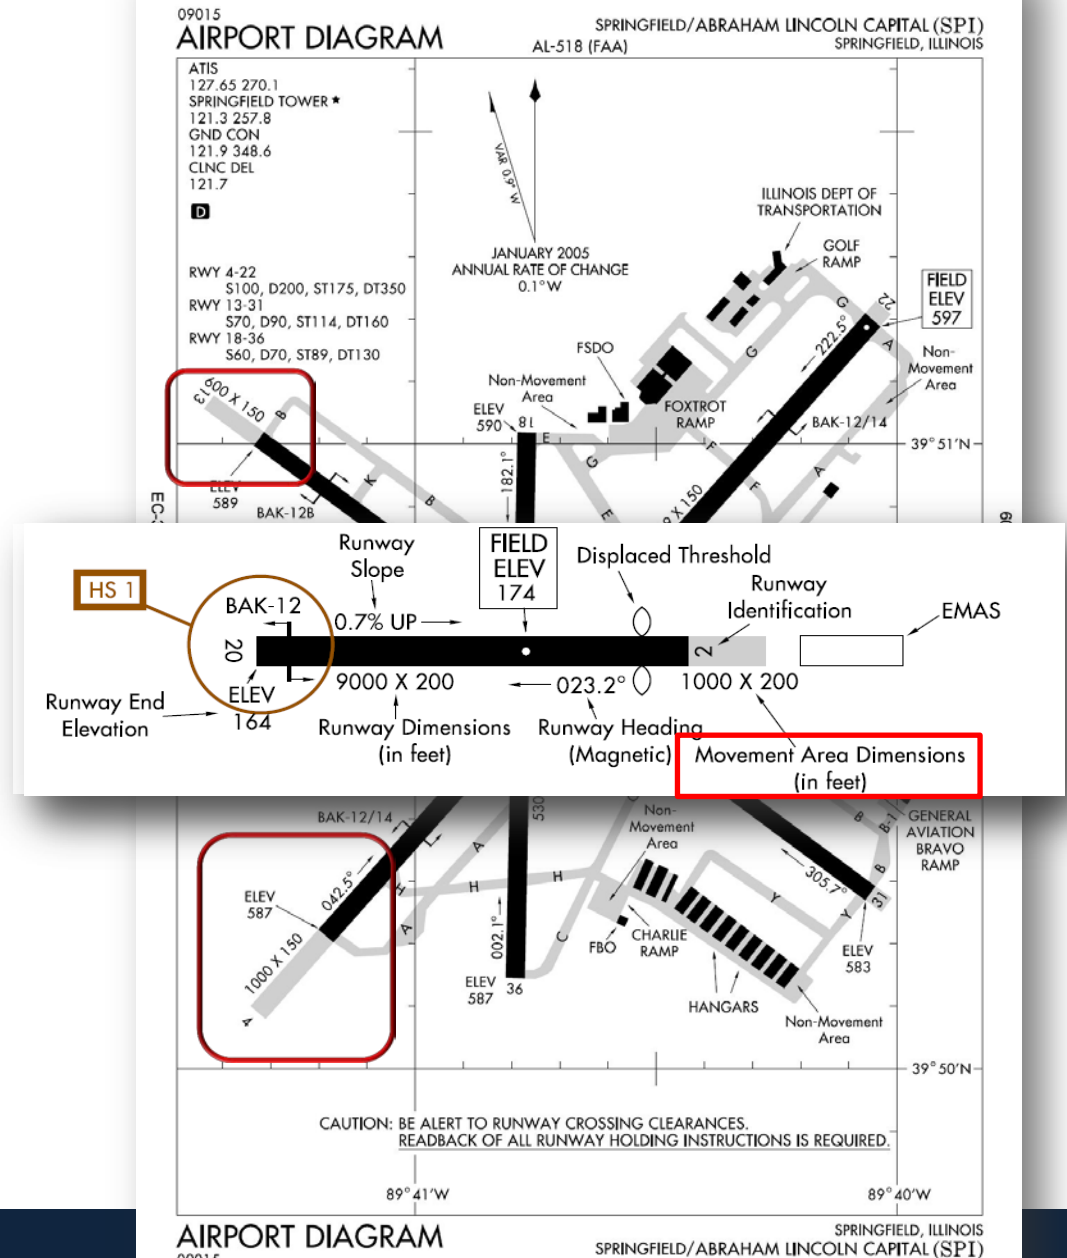 09015
AIRPORT DIAGRAM
AL-518 (FAA)
SPRINGFIELD/ABRAHAM LINCOLN CAPITAL (SPI)
SPRINGFIELD, ILLINOIS
ATIS
127.65 270.1
SPRINGFIELD TOWER ★
121.3 257.8
GND CON
121.9 348.6
CLNC DEL
121.7
D
VAR 0.9° W
JANUARY 2005
ANNUAL RATE OF CHANGE
0.1° W
ILLINOIS DEPT OF
TRANSPORTATION
GOLF
RAMP
RWY 4-22
S100, D200, ST175, DT350
RWY 13-31
S70, D90, ST114, DT160
RWY 18-36
S60, D70, ST89, DT130
FIELD
ELEV
597
G
22
A
222.5°
G
FSDO
Non-Movement
Area
Non-
Movement
Area
600 X 150
13
B
ELEV
590
18
E
FOXTROT
RAMP
BAK-12/14
39°51'N
F
G
A
182.1°
ELEV
589
K
B
BAK-12B
E
F
9 X 150
EC-3
HS 1
BAK-12
20
Runway
Slope
0.7% UP
FIELD
ELEV
174
Displaced Threshold
Runway
Identification
2
EMAS
Runway End
Elevation
ELEV
164
9000 X 200
023.2°
1000 X 200
Runway Dimensions
(in feet)
Runway Heading
(Magnetic)
Movement Area Dimensions
(in feet)
BAK-12/14
530
Non-
Movement
Area
B
B-1
GENERAL
AVIATION
BRAVO
RAMP
A
042.5°
H
H
H
305.7°
B
31
ELEV
587
A
002.1°
Y
Y
1000 X 150
C
FBO
CHARLIE
RAMP
ELEV
583
4
ELEV
587
36
HANGARS
Non-Movement
Area
39°50'N
CAUTION: BE ALERT TO RUNWAY CROSSING CLEARANCES.
READBACK OF ALL RUNWAY HOLDING INSTRUCTIONS IS REQUIRED.
89°41'W
89°40'W
AIRPORT DIAGRAM
SPRINGFIELD, ILLINOIS
SPRINGFIELD/ABRAHAM LINCOLN CAPITAL (SPI)